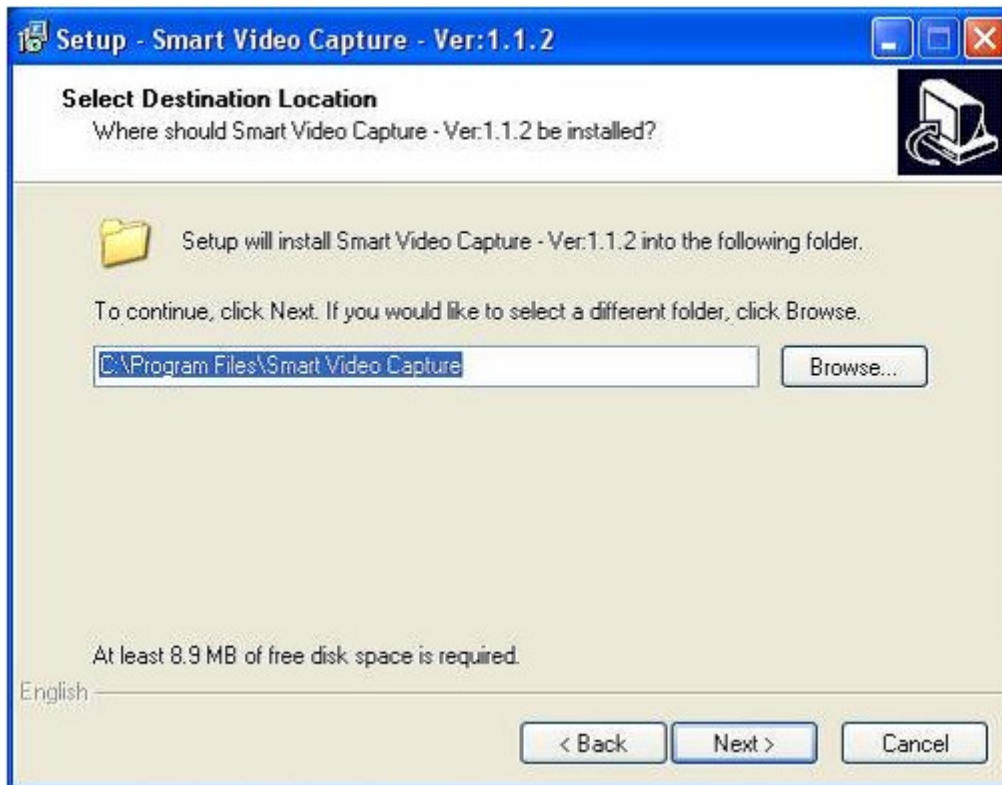 Setup - Smart Video Capture - Ver:1.1.2
Select Destination Location
Where should Smart Video Capture - Ver:1.1.2 be installed?
Setup will install Smart Video Capture - Ver:1.1.2 into the following folder.
To continue, click Next. If you would like to select a different folder, click Browse.
C:\Program Files\Smart Video Capture
Browse...
At least 8.9 MB of free disk space is required.
English
< Back
Next >
Cancel